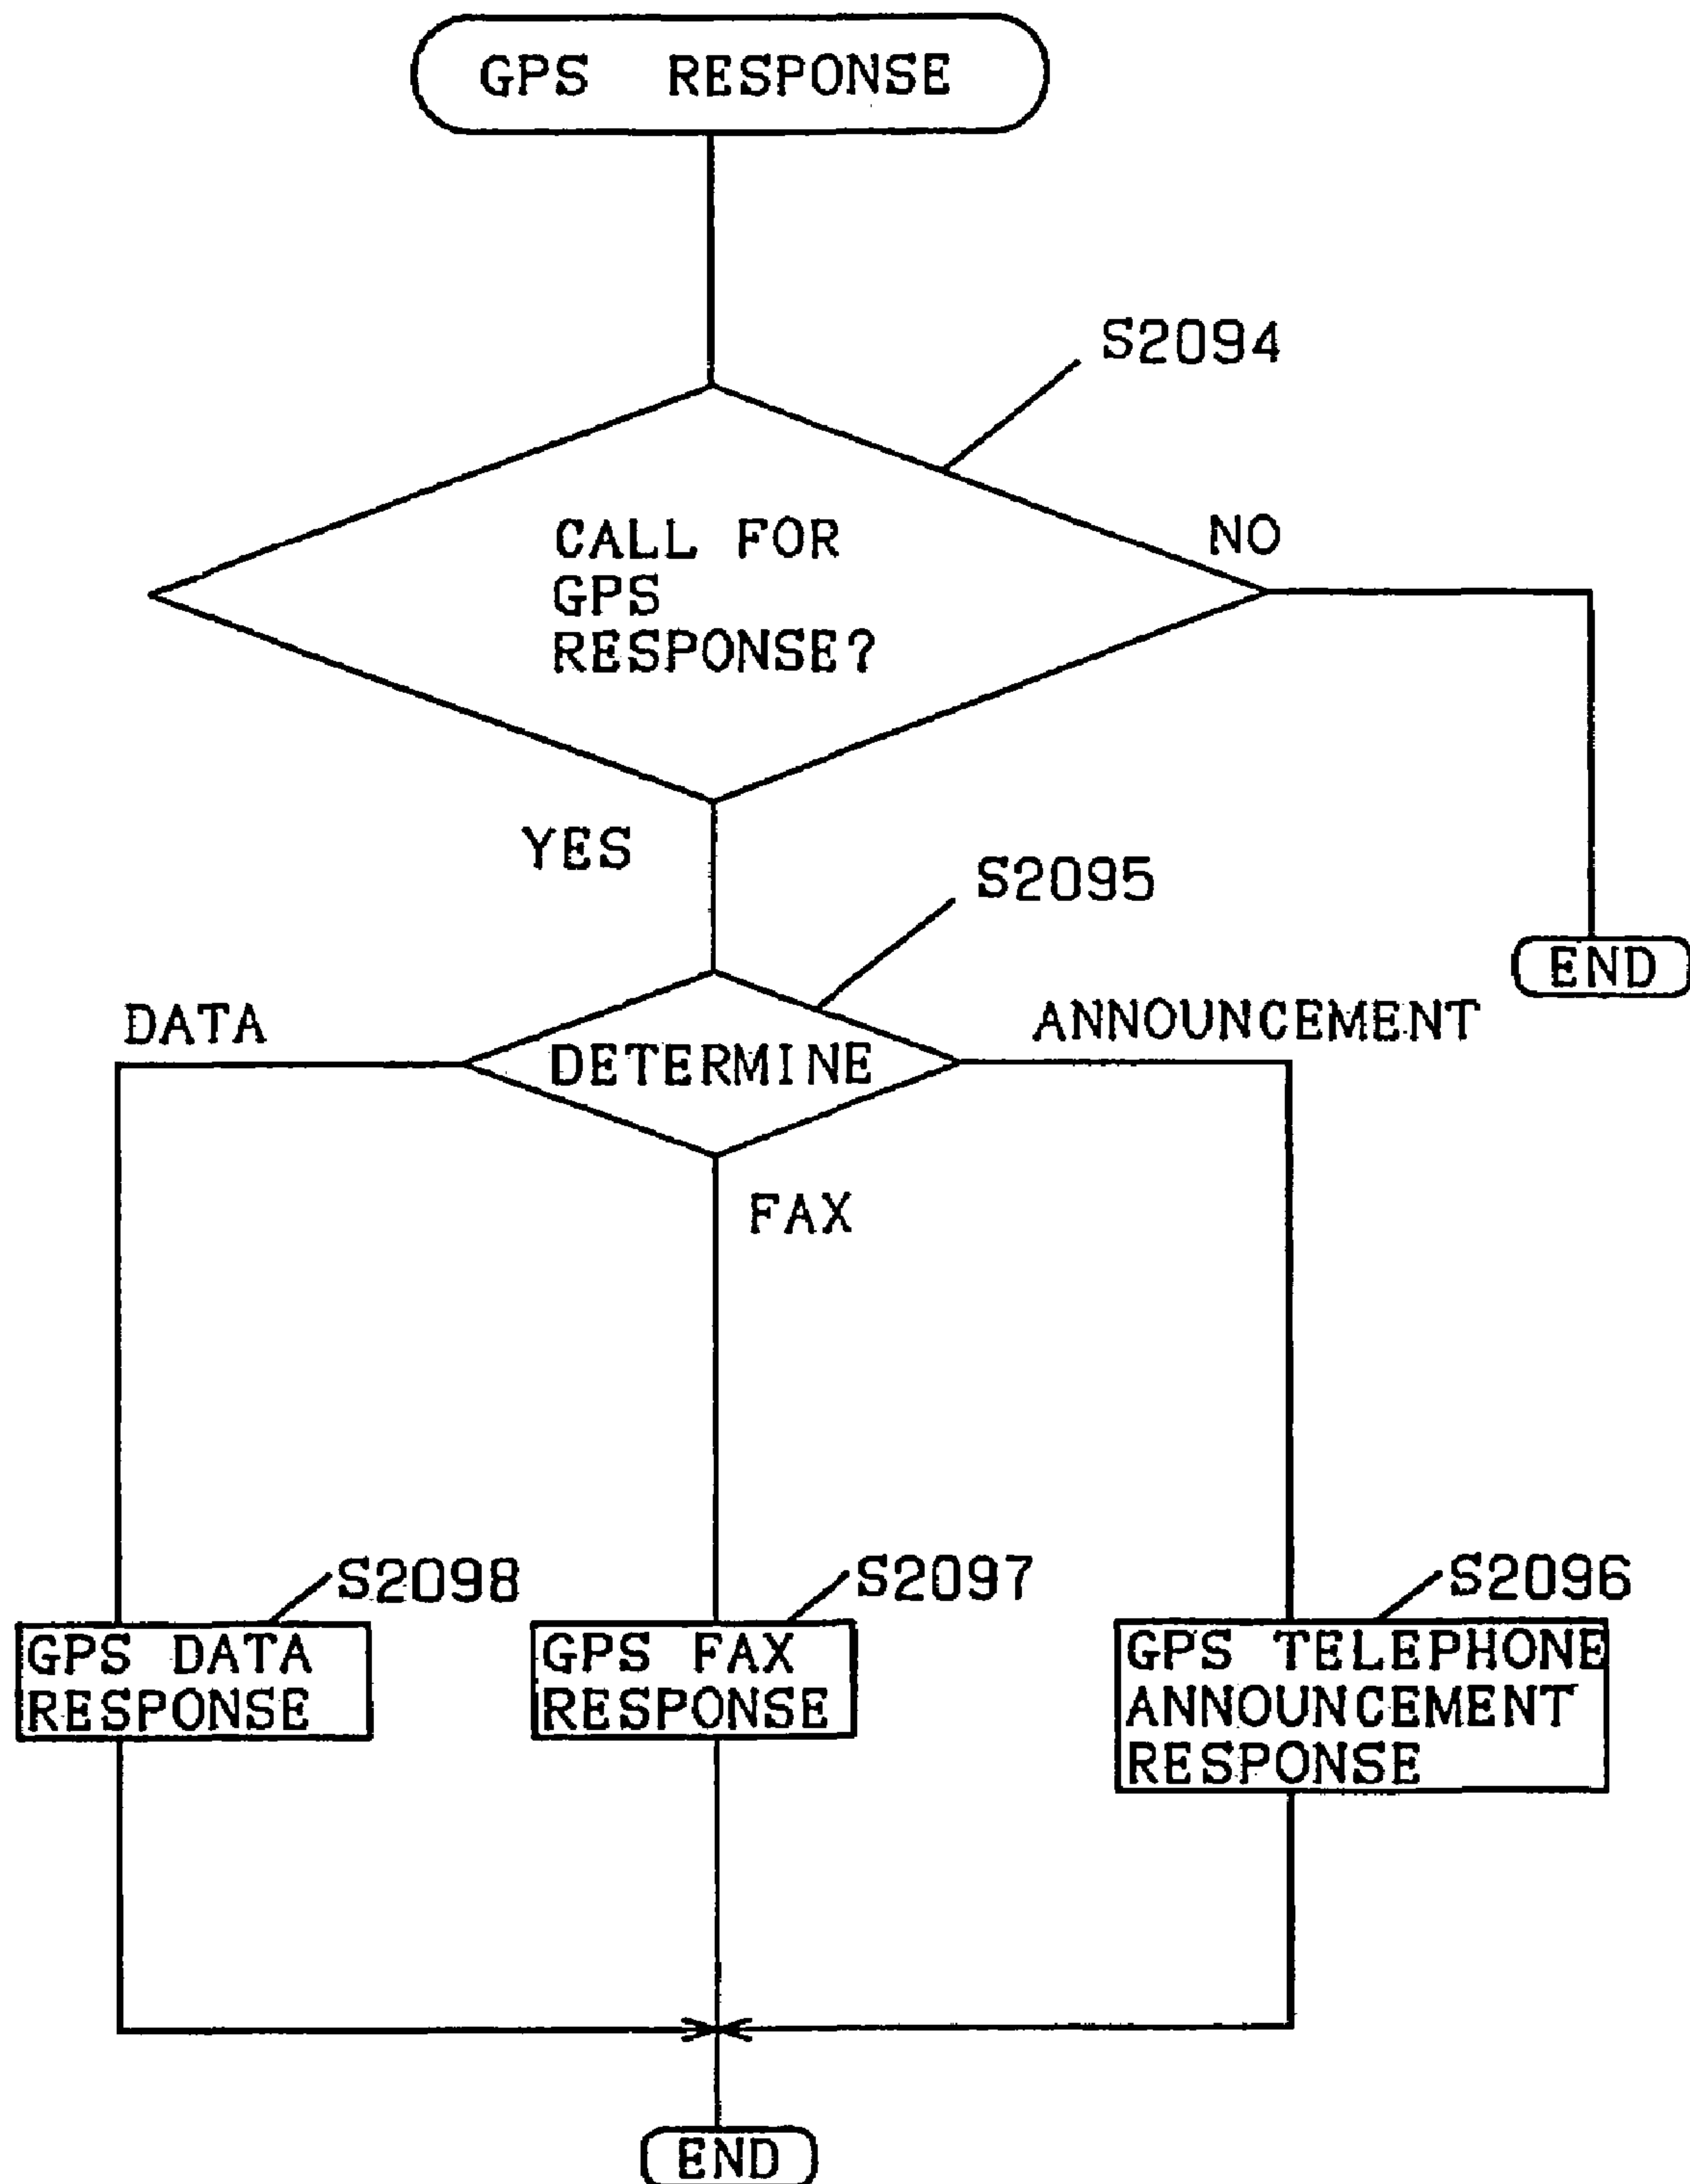 GPS RESPONSE
S2094
CALL FOR
GPS
RESPONSE?
NO
YES
S2095
END
DATA
DETERMINE
ANNOUNCEMENT
FAX
S2098
S2097
S2096
GPS DATA
RESPONSE
GPS FAX
RESPONSE
GPS TELEPHONE
ANNOUNCEMENT
RESPONSE
END